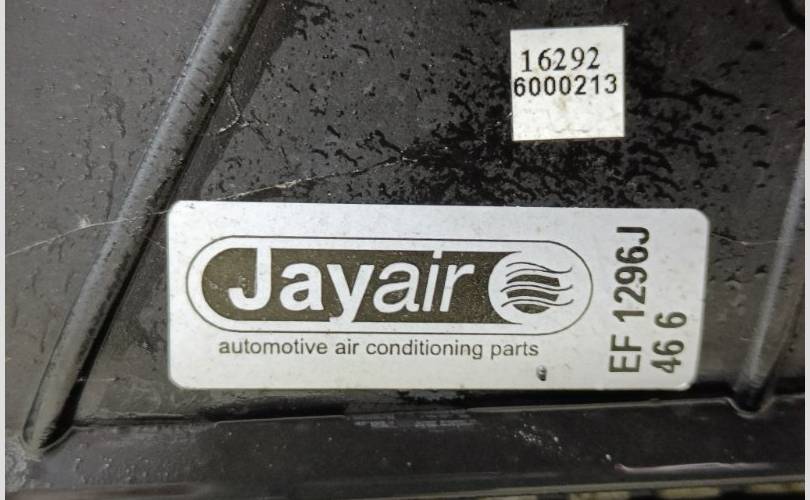 16292
6000213
Jayair
automotive air conditioning parts
EF 1296J
46 6